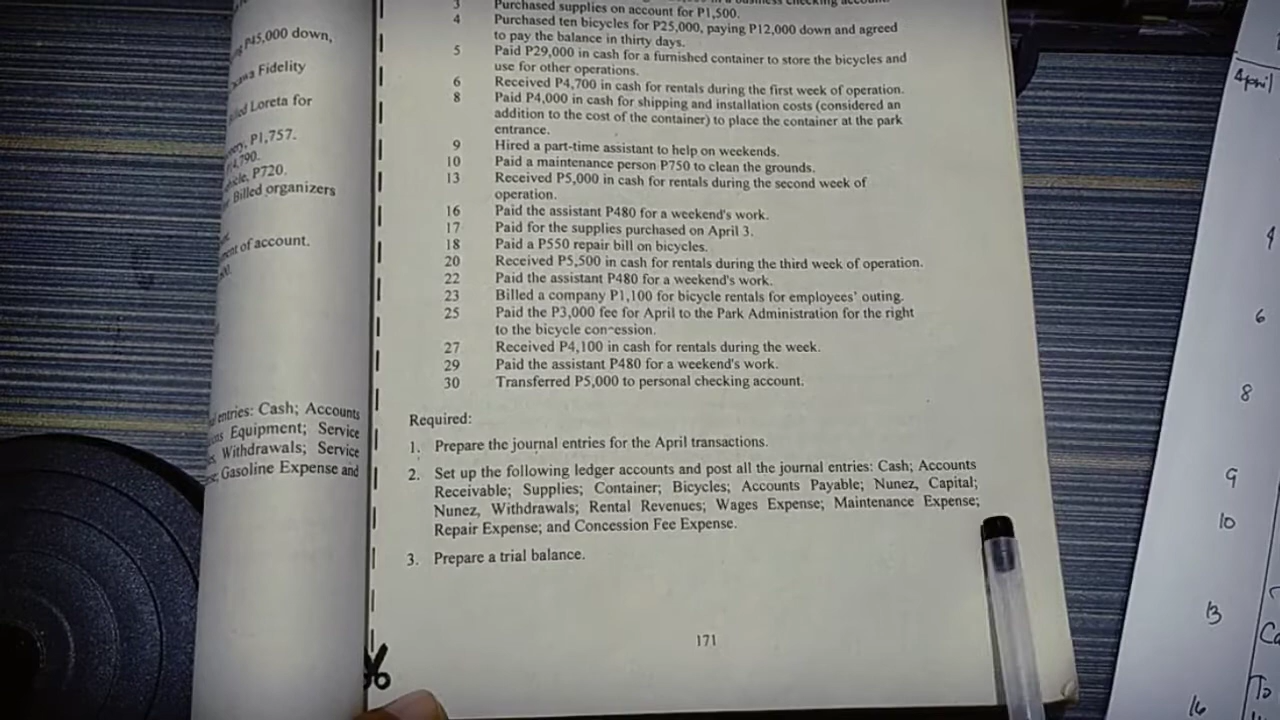 P45,000 down,
Fidelity
Loreta for
P1,757.
P720.
Billed organizers
of account.
entries: Cash; Accounts
Equipment; Service
Withdrawals; Service
Gasoline Expense and
3 Purchased supplies on account for P1,500.
4 Purchased ten bicycles for P25,000, paying P12,000 down and agreed
to pay the balance in thirty days.
5 Paid P29,000 in cash for a furnished container to store the bicycles and
use for other operations.
6 Received P4,700 in cash for rentals during the first week of operation.
8 Paid P4,000 in cash for shipping and installation costs (considered an
addition to the cost of the container) to place the container at the park
entrance.
9 Hired a part-time assistant to help on weekends.
10 Paid a maintenance person P750 to clean the grounds.
13 Received P5,000 in cash for rentals during the second week of
operation.
16 Paid the assistant P480 for a weekend's work.
17 Paid for the supplies purchased on April 3.
18 Paid a P550 repair bill on bicycles.
20 Received P5,500 in cash for rentals during the third week of operation.
22 Paid the assistant P480 for a weekend's work.
23 Billed a company P1,100 for bicycle rentals for employees' outing.
25 Paid the P3,000 fee for April to the Park Administration for the right
to the bicycle concession.
27 Received P4,100 in cash for rentals during the week.
29 Paid the assistant P480 for a weekend's work.
30 Transferred P5,000 to personal checking account.
Required:
1. Prepare the journal entries for the April transactions.
2. Set up the following ledger accounts and post all the journal entries: Cash; Accounts
Receivable; Supplies; Container; Bicycles; Accounts Payable; Nunez, Capital;
Nunez, Withdrawals; Rental Revenues; Wages Expense; Maintenance Expense;
Repair Expense; and Concession Fee Expense.
3. Prepare a trial balance.
171
April
4
6
8
9
10
13
To
16